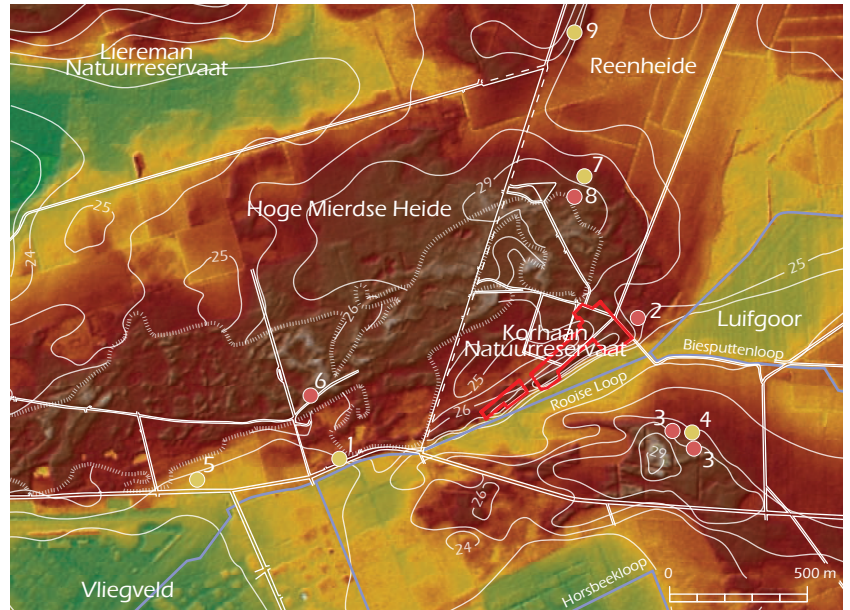 9
Liereman
Natuurreservaat
Reenheide
7
29
8
Hoge Mierdse Heide
25
24
25
25
26
2
Luifgoor
Korhaan
Natuurreservaat
Biesputtenloop
25
Rooise Loop
6
26
3
4
1
3
29
5
26
24
Vliegveld
Horsbeekloop
0
500 m